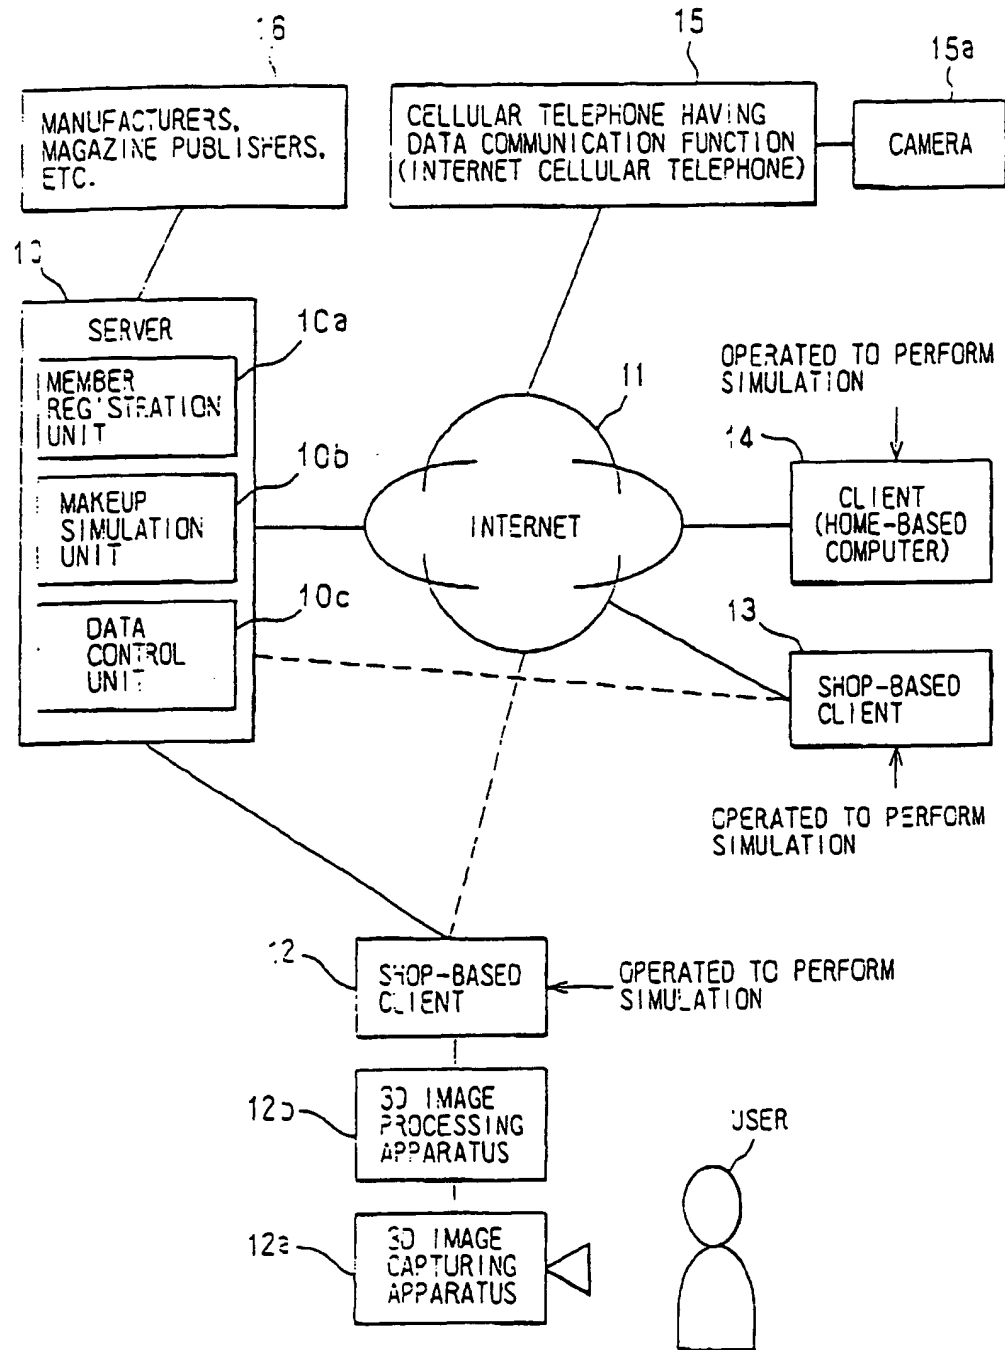 16
MANUFACTURERS,
MAGAZINE PUBLISHERS,
ETC.
15
CELLULAR TELEPHONE HAVING
DATA COMMUNICATION FUNCTION
(INTERNET CELLULAR TELEPHONE)
15a
CAMERA
10
SERVER
10a
MEMBER
REGISTRATION
UNIT
10b
MAKEUP
SIMULATION
UNIT
10c
DATA
CONTROL
UNIT
11
INTERNET
OPERATED TO PERFORM
SIMULATION
14
CLIENT
(HOME-BASED
COMPUTER)
13
SHOP-BASED
CLIENT
OPERATED TO PERFORM
SIMULATION
12
SHOP-BASED
CLIENT
OPERATED TO PERFORM
SIMULATION
12b
3D IMAGE
PROCESSING
APPARATUS
12a
3D IMAGE
CAPTURING
APPARATUS
USER